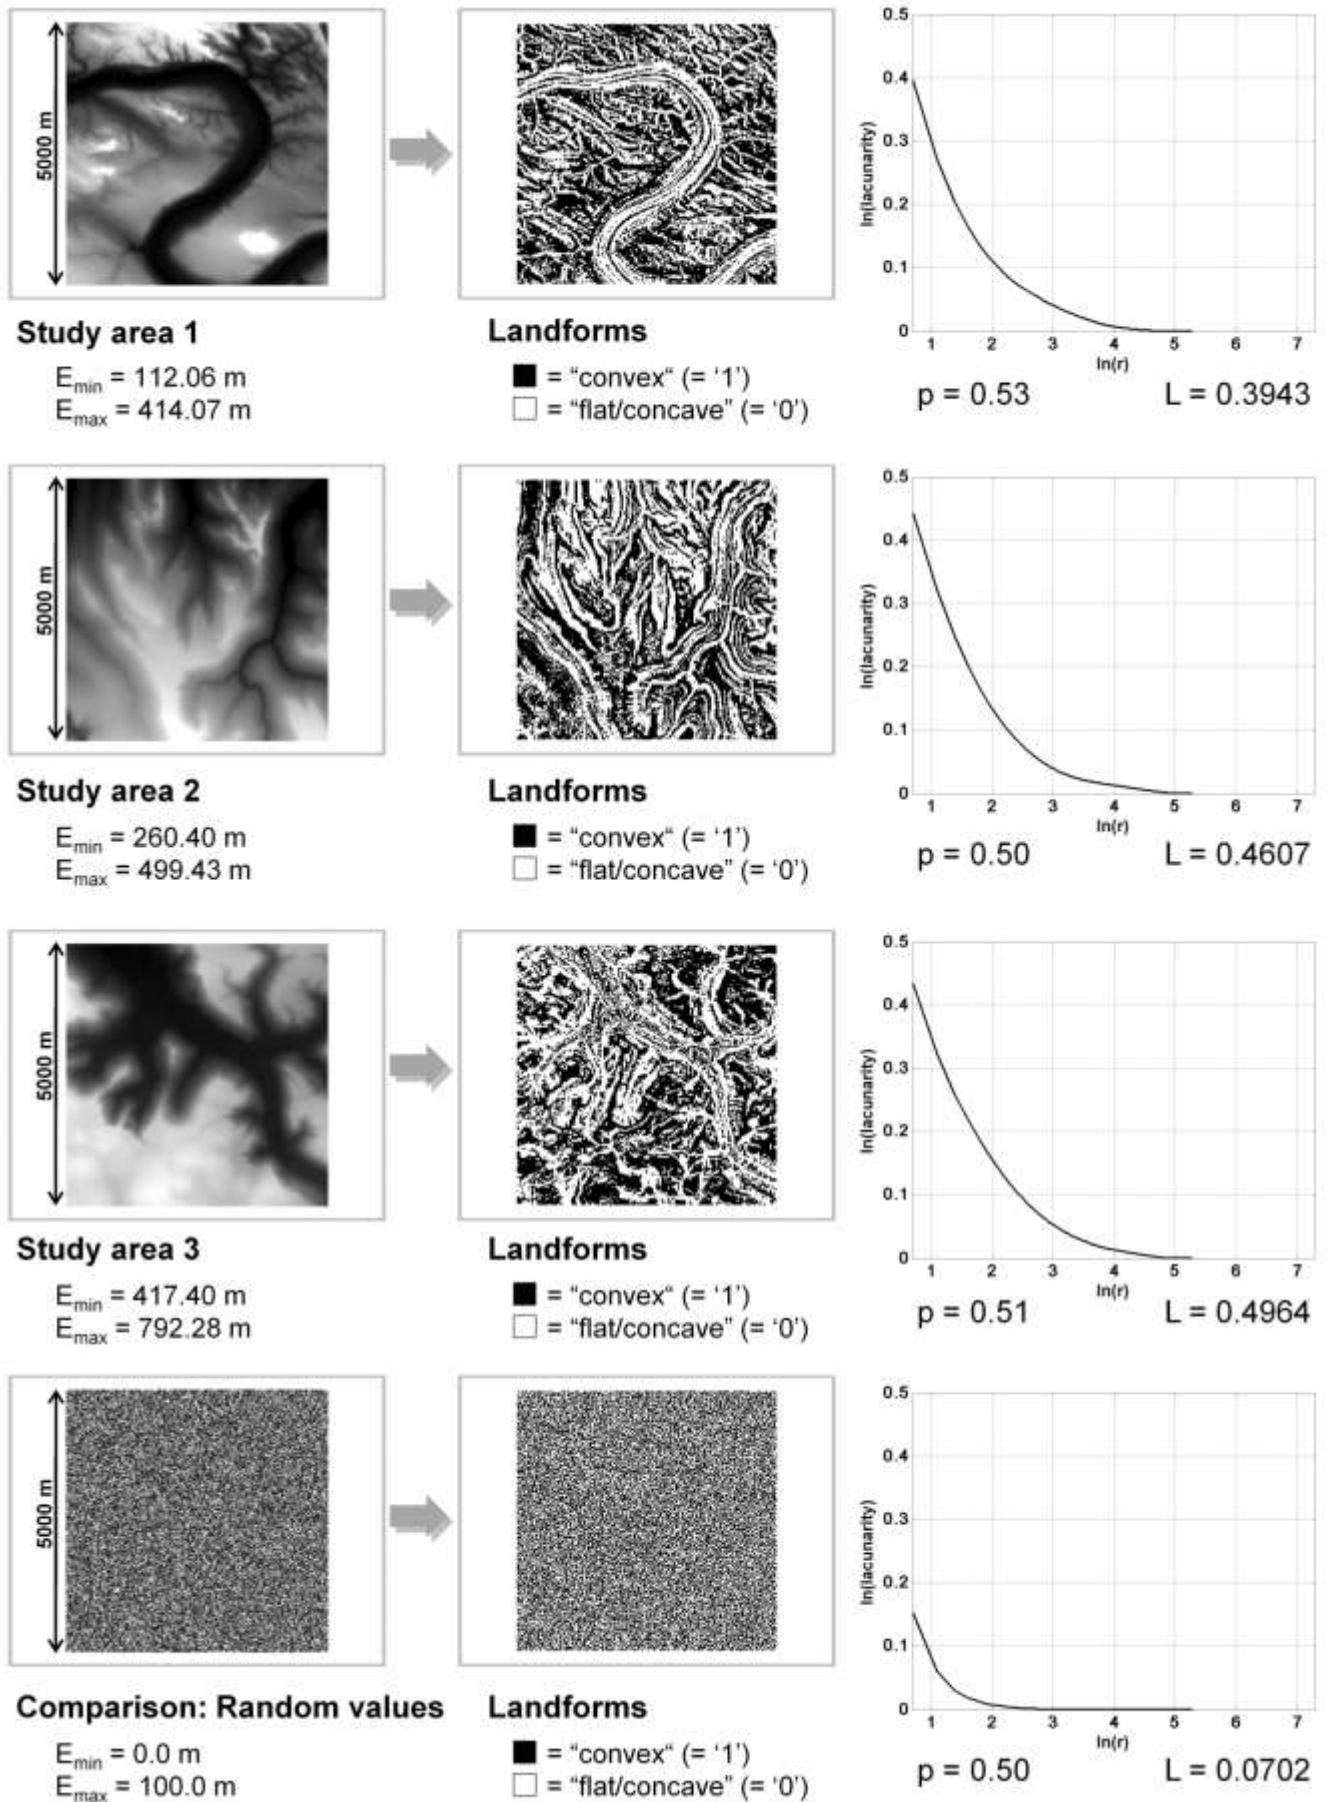 5000 m
0.5
0.4
0.3
0.2
0.1
0
ln(lacunarity)
1 2 3 4 5 6 7
ln(r)
Study area 1
E_min = 112.06 m
E_max = 414.07 m
Landforms
■ = “convex“ (= ‘1’)
□ = “flat/concave” (= ‘0’)
p = 0.53 L = 0.3943
5000 m
0.5
0.4
0.3
0.2
0.1
0
ln(lacunarity)
1 2 3 4 5 6 7
ln(r)
Study area 2
E_min = 260.40 m
E_max = 499.43 m
Landforms
■ = “convex“ (= ‘1’)
□ = “flat/concave” (= ‘0’)
p = 0.50 L = 0.4607
5000 m
0.5
0.4
0.3
0.2
0.1
0
ln(lacunarity)
1 2 3 4 5 6 7
ln(r)
Study area 3
E_min = 417.40 m
E_max = 792.28 m
Landforms
■ = “convex“ (= ‘1’)
□ = “flat/concave” (= ‘0’)
p = 0.51 L = 0.4964
5000 m
0.5
0.4
0.3
0.2
0.1
0
ln(lacunarity)
1 2 3 4 5 6 7
ln(r)
Comparison: Random values
E_min = 0.0 m
E_max = 100.0 m
Landforms
■ = “convex“ (= ‘1’)
□ = “flat/concave” (= ‘0’)
p = 0.50 L = 0.0702